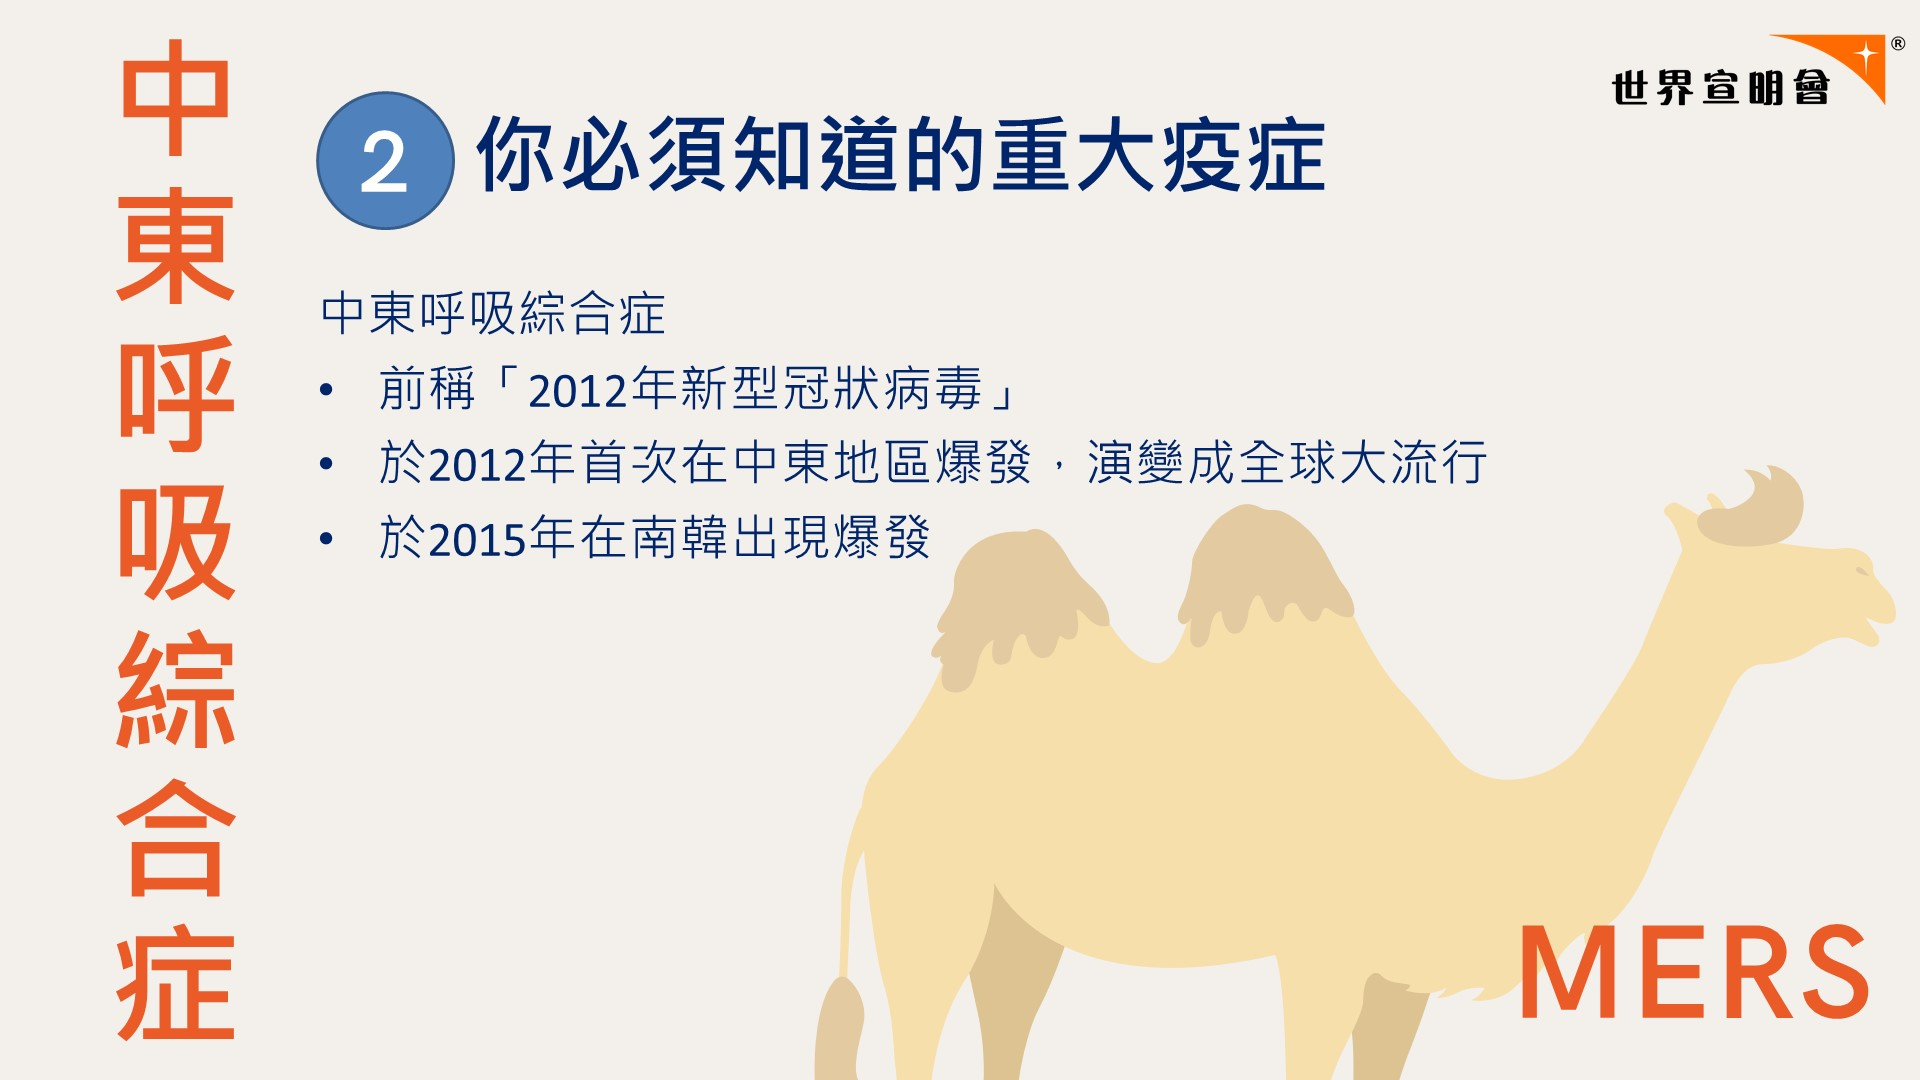 中東呼吸綜合症
世界宣明會®
2 你必須知道的重大疫症
中東呼吸綜合症
• 前稱「2012年新型冠狀病毒」
• 於2012年首次在中東地區爆發，演變成全球大流行
• 於2015年在南韓出現爆發
MERS